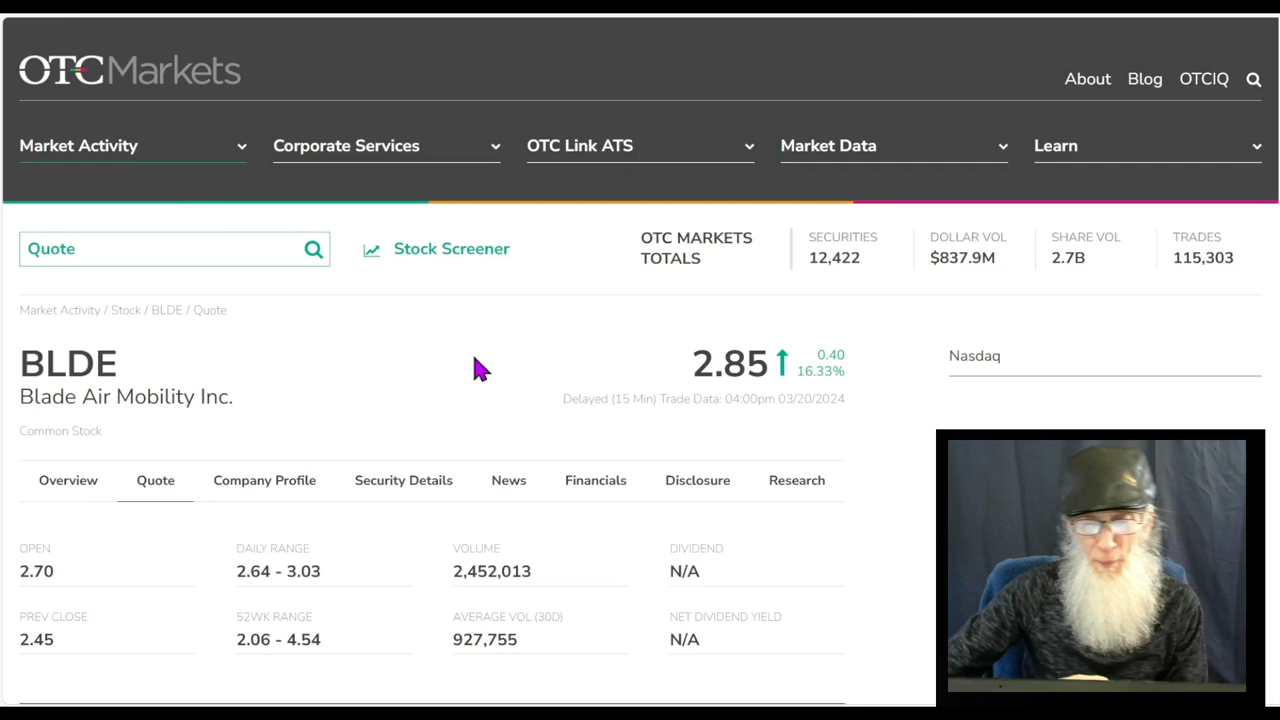 OTCMarkets
About Blog OTCIQ
Market Activity Corporate Services OTC Link ATS Market Data Learn
Quote Stock Screener
OTC MARKETS TOTALS
SECURITIES DOLLAR VOL SHARE VOL TRADES
12,422 $837.9M 2.7B 115,303
Market Activity / Stock / BLDE / Quote
BLDE
2.85 0.40
16.33%
Nasdaq
Blade Air Mobility Inc.
Delayed (15 Min) Trade Data: 04:00pm 03/20/2024
Common Stock
Overview Quote Company Profile Security Details News Financials Disclosure Research
OPEN DAILY RANGE VOLUME DIVIDEND
2.70 2.64 - 3.03 2,452,013 N/A
PREV CLOSE 52WK RANGE AVERAGE VOL (30D) NET DIVIDEND YIELD
2.45 2.06 - 4.54 927,755 N/A